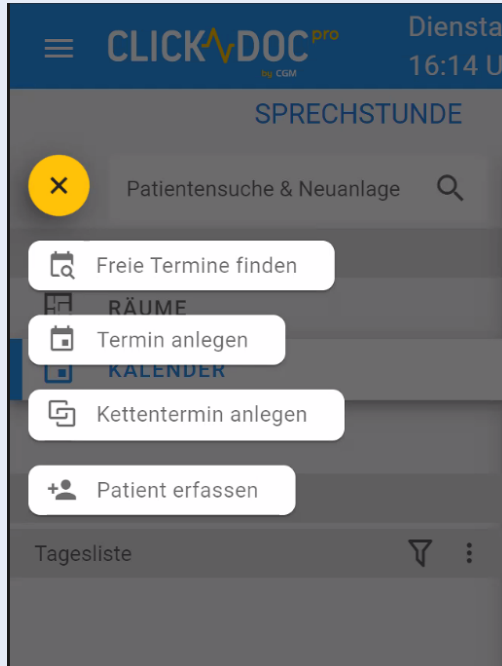 CLICKDOC pro
by CGM
Diensta
16:14 U
SPRECHSTUNDE
Patientensuche & Neuanlage
Freie Termine finden
RÄUME
Termin anlegen
KALENDER
Kettentermin anlegen
Patient erfassen
Tagesliste